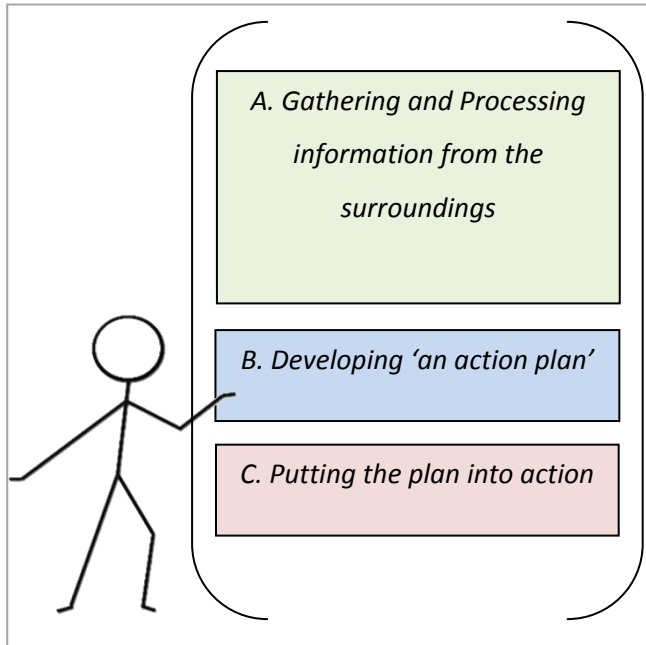 A. Gathering and Processing
information from the
surroundings
B. Developing ‘an action plan’
C. Putting the plan into action